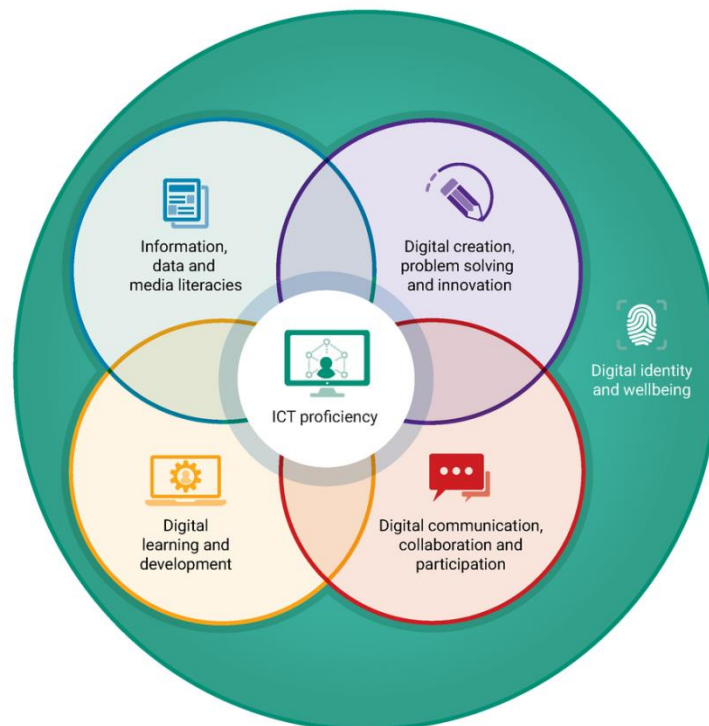 Information,
data and
media literacies
Digital creation,
problem solving
and innovation
Digital identity
and wellbeing
ICT proficiency
Digital
learning and
development
Digital communication,
collaboration and
participation